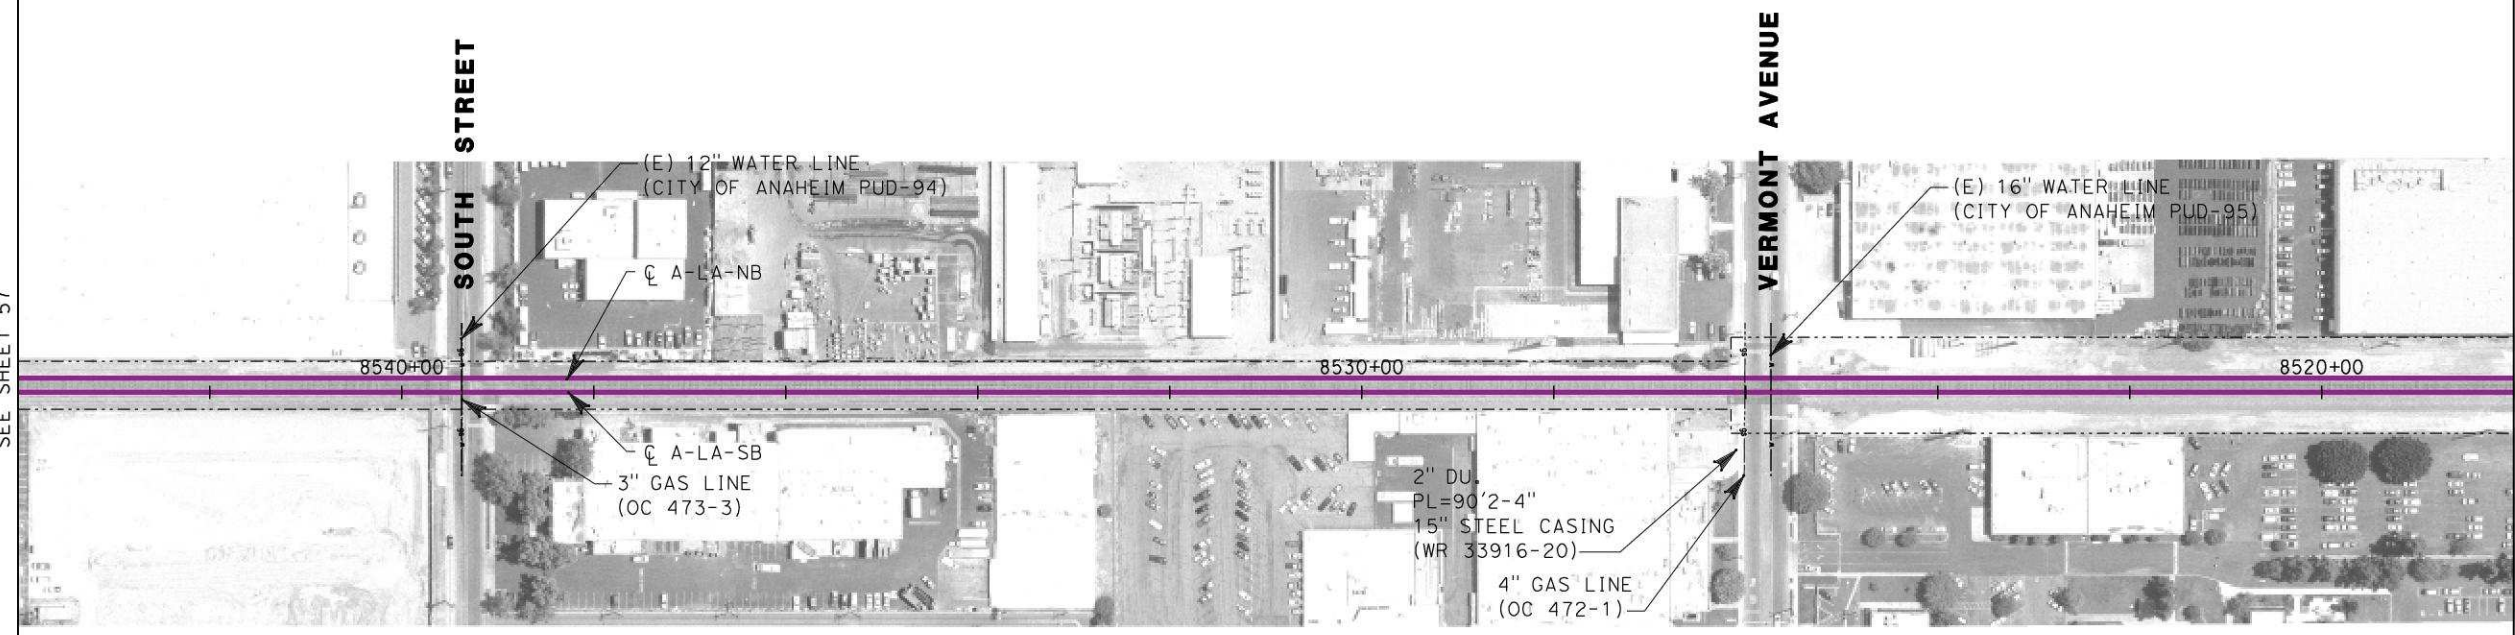 SOUTH STREET
VERMONT AVENUE
(E) 12" WATER LINE
(CITY OF ANAHEIM PUD-94)
(E) 16" WATER LINE
(CITY OF ANAHEIM PUD-95)
℄ A-LA-NB
8540+00
8530+00
8520+00
℄ A-LA-SB
3" GAS LINE
(OC 473-3)
2" DU.
PL=90'2-4"
15" STEEL CASING
(WR 33916-20)
4" GAS LINE
(OC 472-1)
SEE SHEET